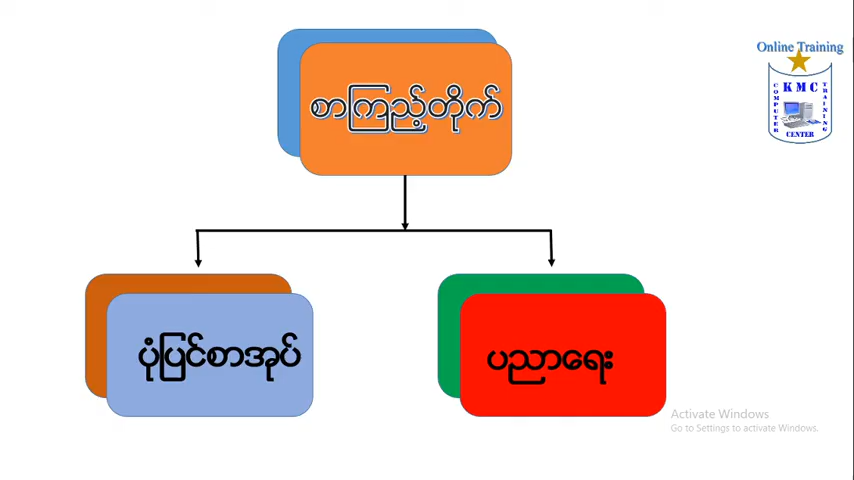 Online Training
KMC
COMPUTER
TRAINING
CENTER
စာကြည့်တိုက်
ပုံပြင်စာအုပ်
ပညာရေး
Activate Windows
Go to Settings to activate Windows.